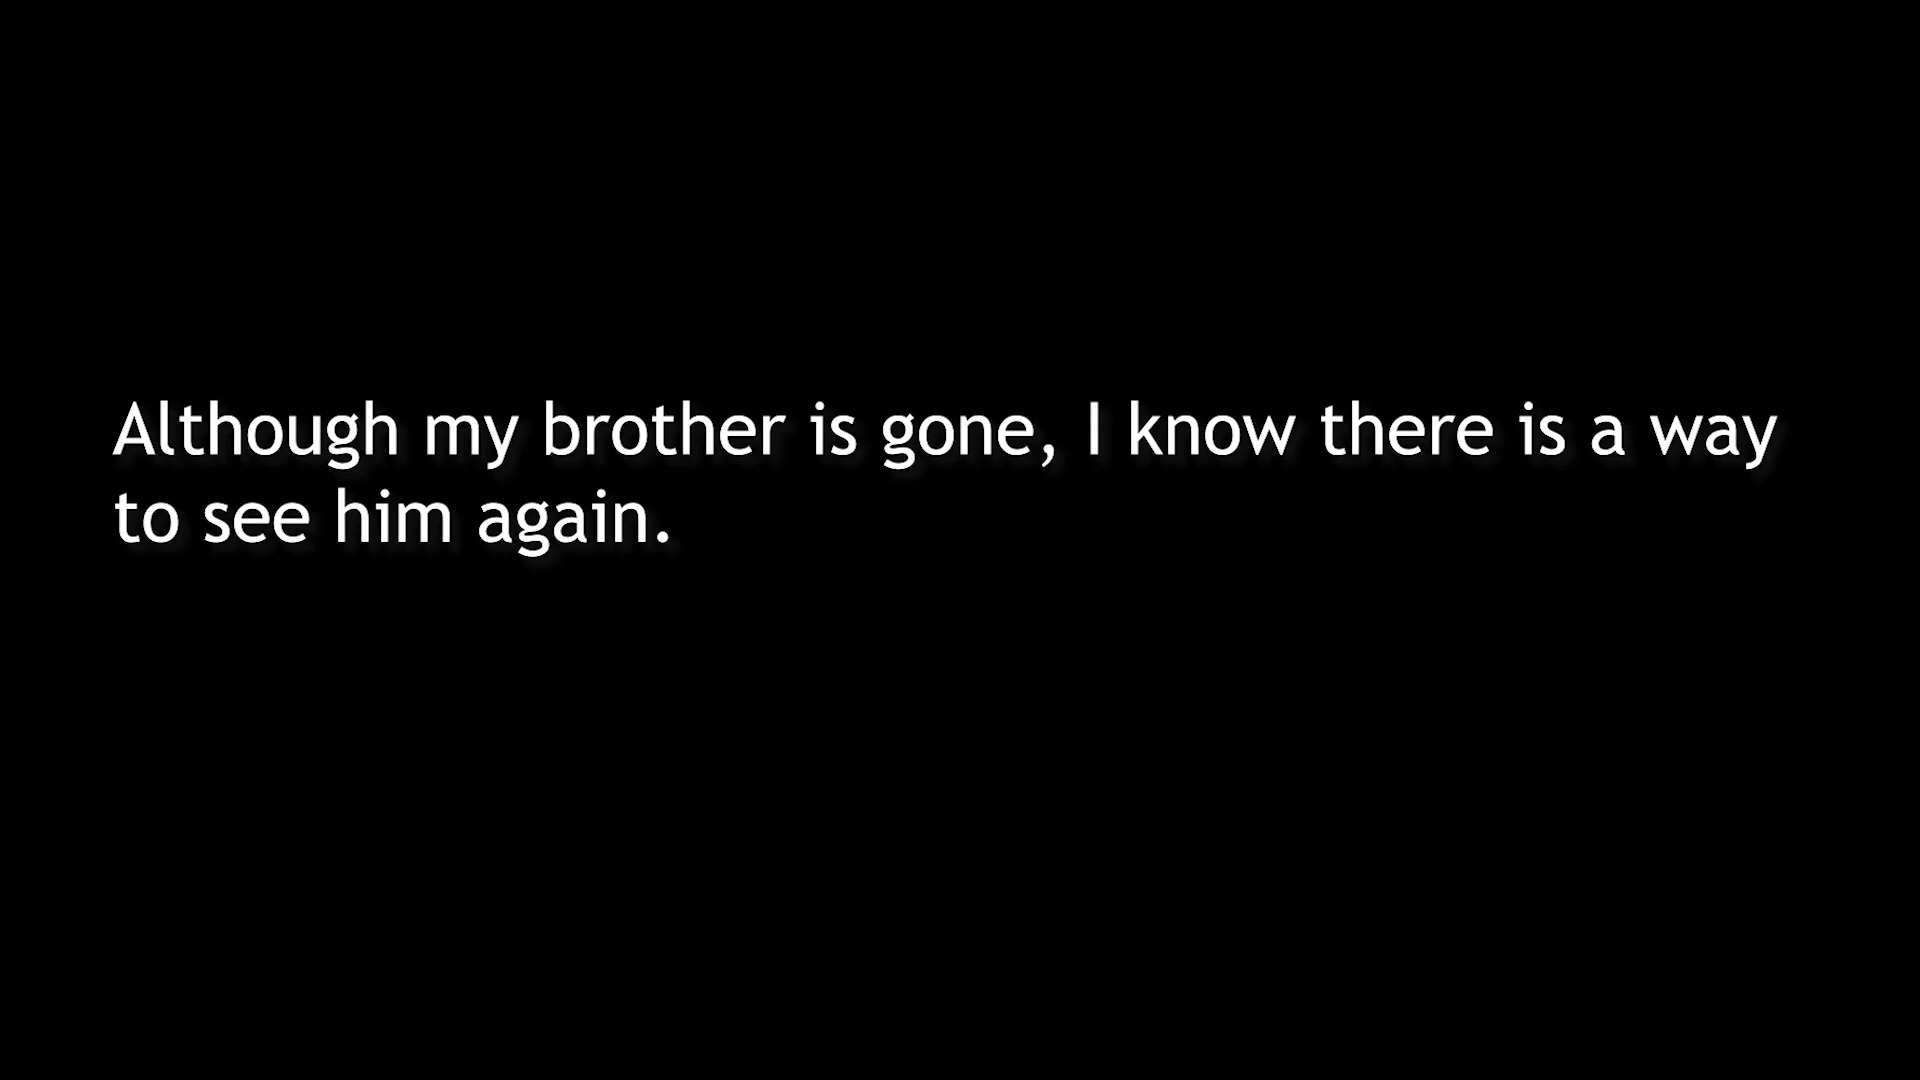 Although my brother is gone, I know there is a way
to see him again.